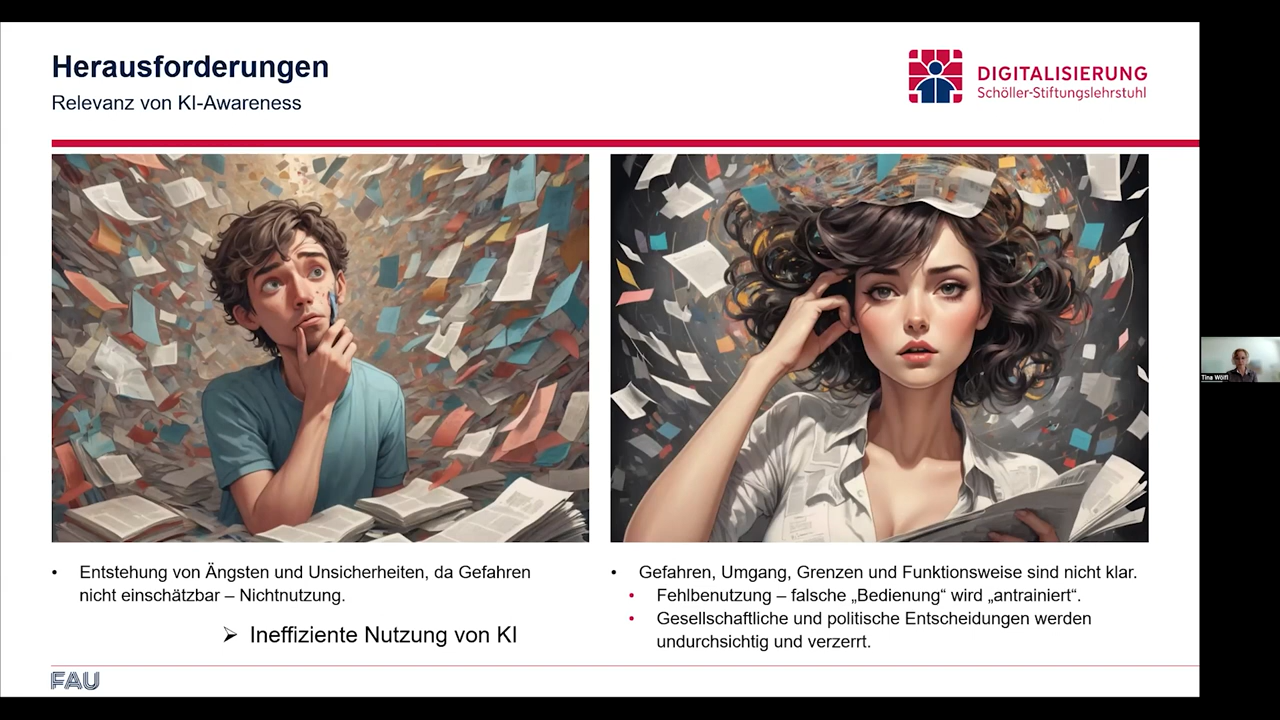 Herausforderungen
Relevanz von KI-Awareness
DIGITALISIERUNG
Schöller-Stiftungslehrstuhl
• Entstehung von Ängsten und Unsicherheiten, da Gefahren
nicht einschätzbar – Nichtnutzung.
➢ Ineffiziente Nutzung von KI
• Gefahren, Umgang, Grenzen und Funktionsweise sind nicht klar.
• Fehlbenutzung – falsche „Bedienung“ wird „antrainiert“.
• Gesellschaftliche und politische Entscheidungen werden
undurchsichtig und verzerrt.
FAU
Tina Wölfl